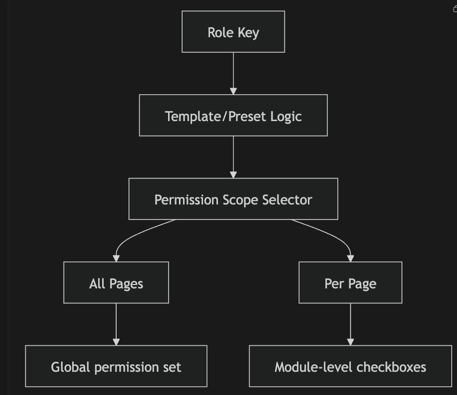 Role Key
Template/Preset Logic
Permission Scope Selector
All Pages
Per Page
Global permission set
Module-level checkboxes